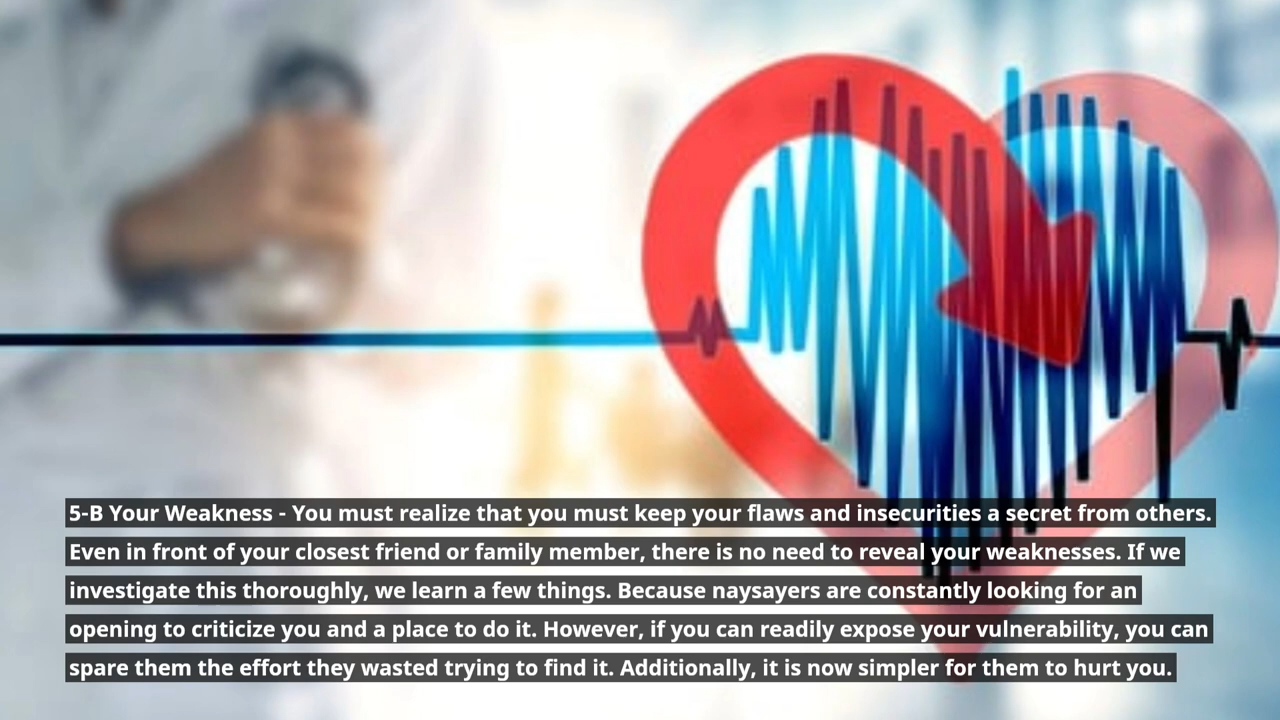 5-B Your Weakness - You must realize that you must keep your flaws and insecurities a secret from others.
Even in front of your closest friend or family member, there is no need to reveal your weaknesses. If we
investigate this thoroughly, we learn a few things. Because naysayers are constantly looking for an
opening to criticize you and a place to do it. However, if you can readily expose your vulnerability, you can
spare them the effort they wasted trying to find it. Additionally, it is now simpler for them to hurt you.